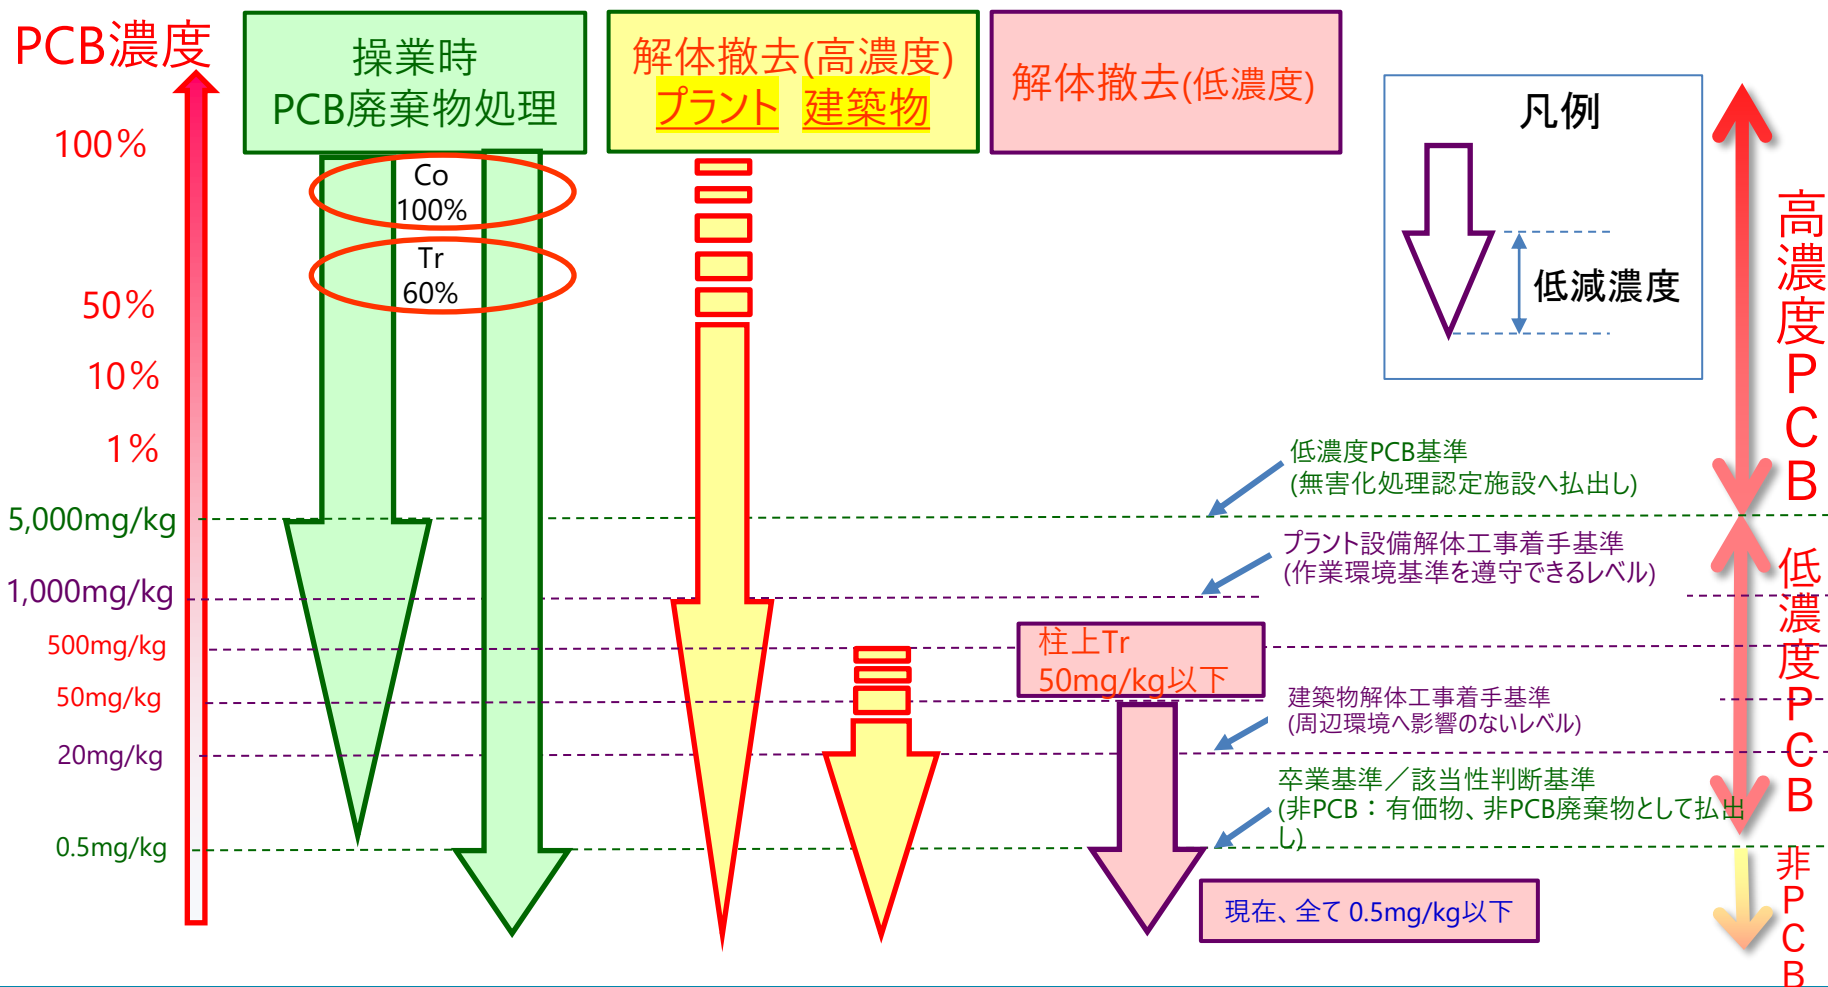 PCB濃度
100%
50%
10%
1%
5,000mg/kg
1,000mg/kg
500mg/kg
50mg/kg
20mg/kg
0.5mg/kg
操業時
PCB廃棄物処理
Co
100%
Tr
60%
解体撤去(高濃度)
プラント 建築物
解体撤去(低濃度)
凡例
低減濃度
低濃度PCB基準
(無害化処理認定施設へ払出し)
プラント設備解体工事着手基準
(作業環境基準を遵守できるレベル)
柱上Tr
50mg/kg以下
建築物解体工事着手基準
(周辺環境へ影響のないレベル)
卒業基準／該当性判断基準
(非PCB：有価物、非PCB廃棄物として払出
し)
現在、全て 0.5mg/kg以下
高濃度PCB
低濃度PCB
非PCB